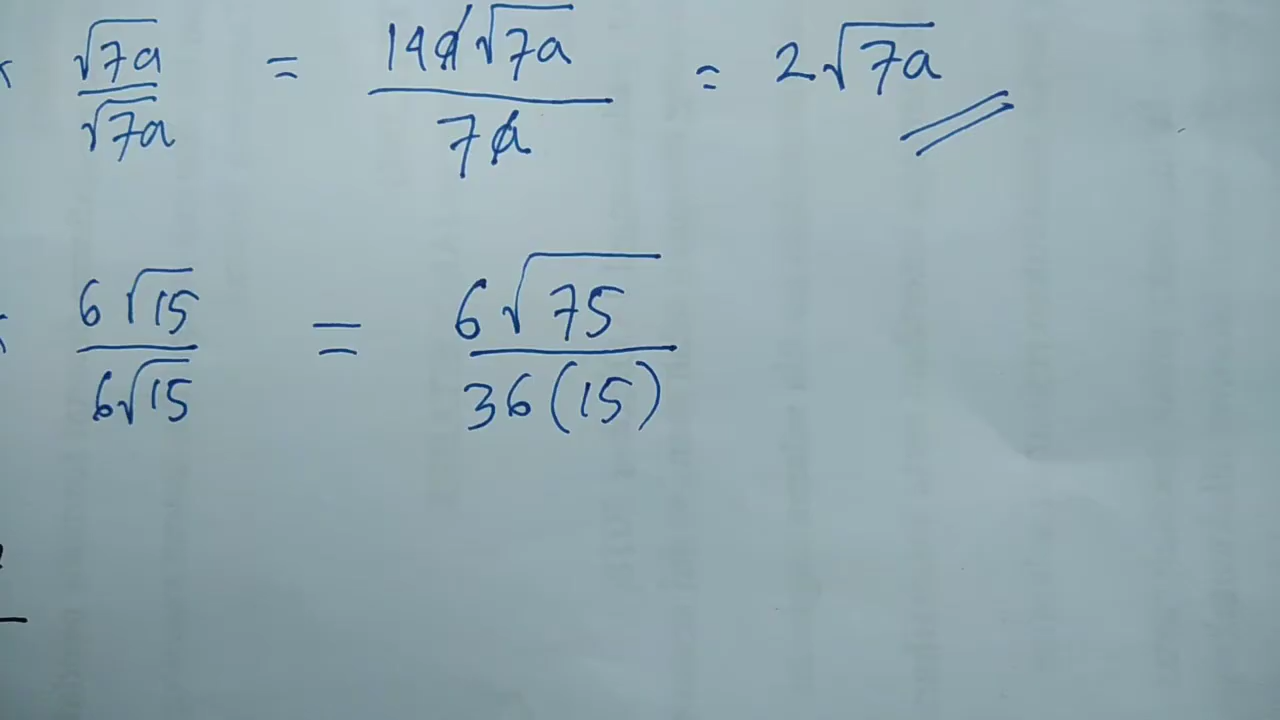 × √7a/√7a = 14a√7a/7a = 2√7a
× 6√15/6√15 = 6√75/36(15)